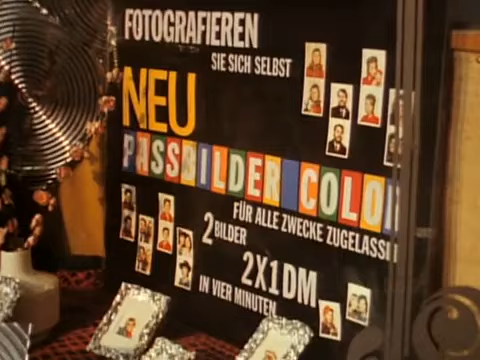 FOTOGRAFIEREN
SIE SICH SELBST
NEU
PASSBILDER COLOR
FÜR ALLE ZWECKE ZUGELASSEN
2 BILDER
2X1 DM
IN VIER MINUTEN